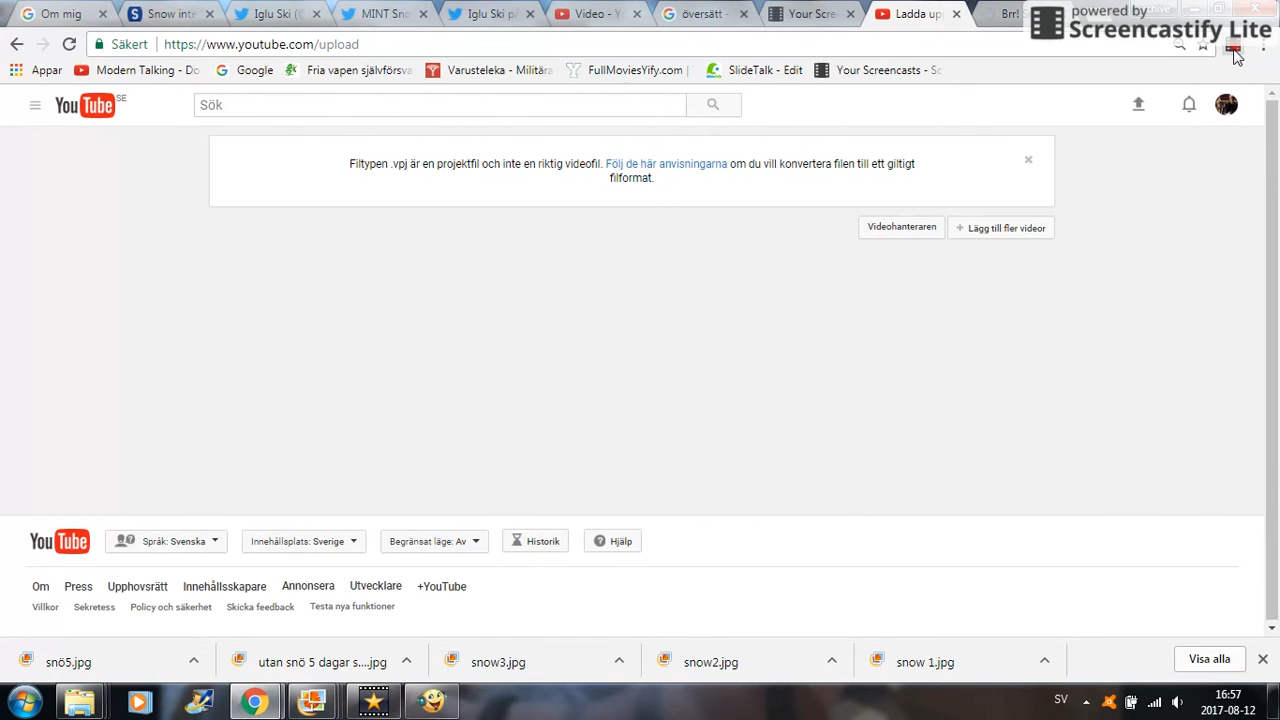 Om mig
Snow inte
Iglu Ski (
MINT Sno
Iglu Ski på
Video - Y
översätt -
Your Scre
Ladda upp
Brr! S
powered by
Screencastify Lite
Säkert
https://www.youtube.com/upload
Appar
Modern Talking - Do
Google
Fria vapen självförsva
Varusteleka - Militära
FullMoviesYify.com |
SlideTalk - Edit
Your Screencasts - Sc
YouTube SE
Sök
Filtypen .vpj är en projektfil och inte en riktig videofil. Följ de här anvisningarna om du vill konvertera filen till ett giltigt
filformat.
Videohanteraren
+ Lägg till fler videor
YouTube
Språk: Svenska
Innehållsplats: Sverige
Begränsat läge: Av
Historik
Hjälp
Om Press Upphovsrätt Innehållsskapare Annonsera Utvecklare +YouTube
Villkor Sekretess Policy och säkerhet Skicka feedback Testa nya funktioner
snö5.jpg
utan snö 5 dagar s....jpg
snow3.jpg
snow2.jpg
snow 1.jpg
Visa alla
SV
16:57
2017-08-12